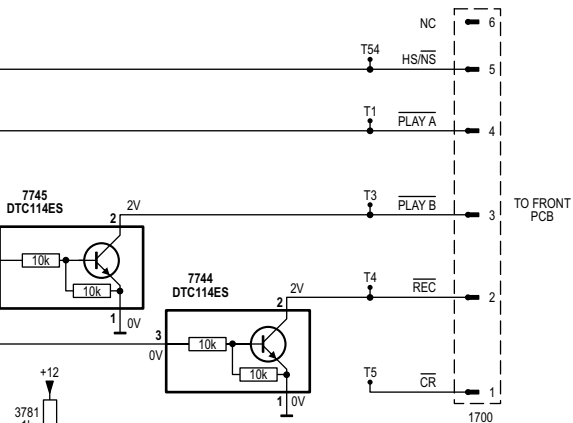 NC 6
T54 HS/NS 5
T1 PLAY A 4
T3 PLAY B 3
TO FRONT
PCB
7745
DTC114ES
2 2V
10k
10k
1 0V
T4 REC 2
7744
DTC114ES
2 2V
3
0V
10k
10k
1 0V
T5 CR 1
1700
+12
3781